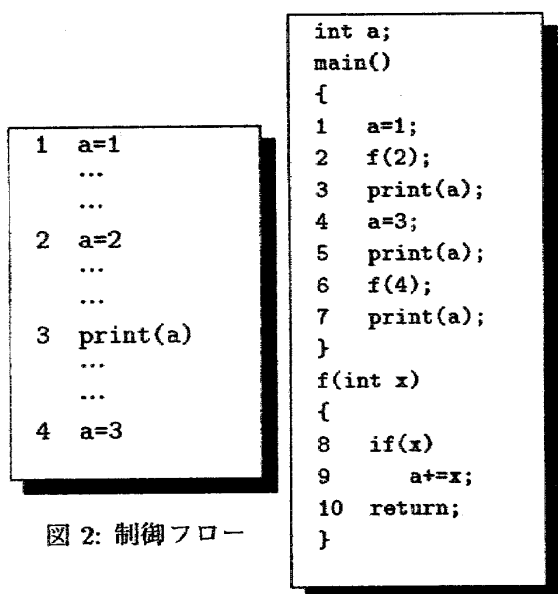 1 a=1
...
...
2 a=2
...
...
3 print(a)
...
...
4 a=3
図 2: 制御フロー
int a;
main()
{
1 a=1;
2 f(2);
3 print(a);
4 a=3;
5 print(a);
6 f(4);
7 print(a);
}
f(int x)
{
8 if(x)
9 a+=x;
10 return;
}